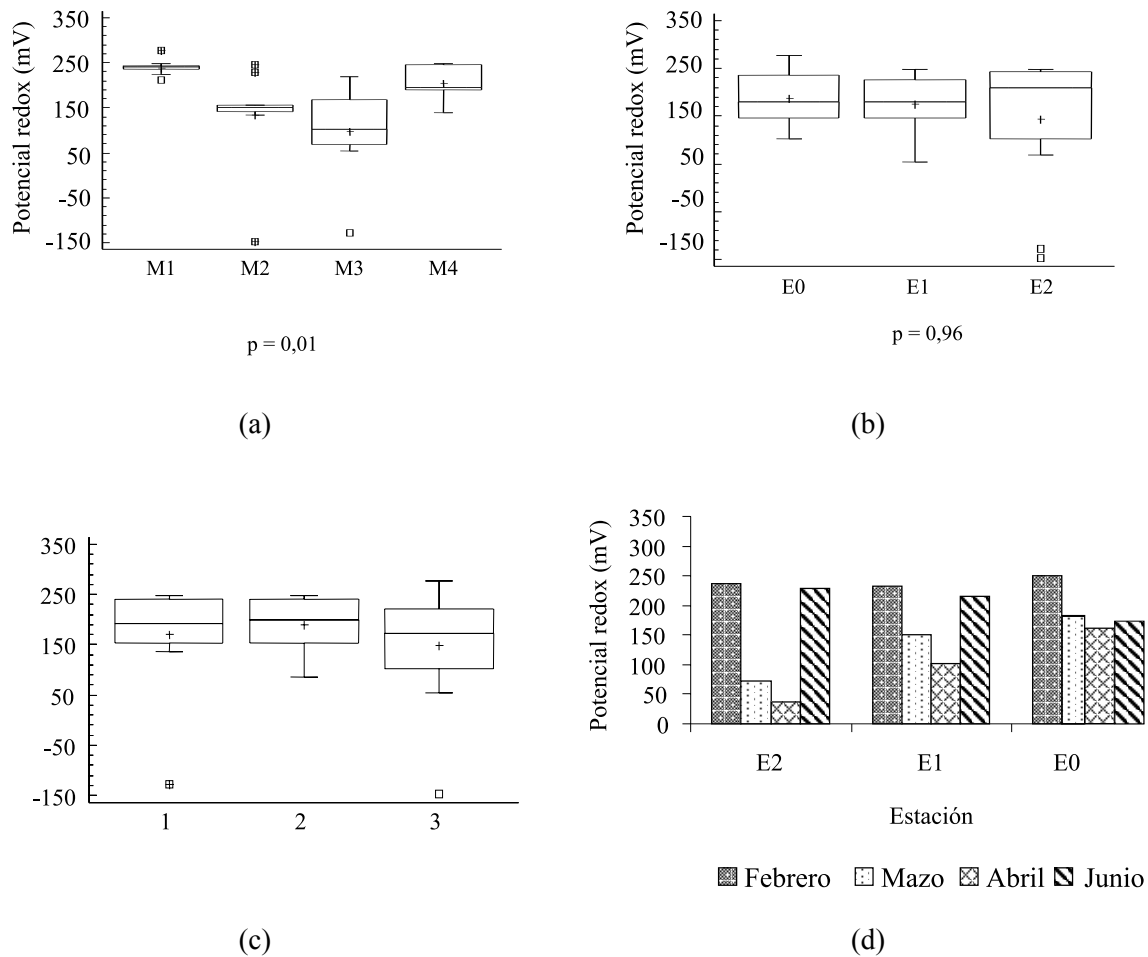 Potencial redox (mV)
350
250
150
50
-50
-150
M1 M2 M3 M4
p = 0,01
(a)
Potencial redox (mV)
350
250
150
50
-50
-150
E0 E1 E2
p = 0,96
(b)
350
250
150
50
-50
-150
1 2 3
(c)
Potencial redox (mV)
350
300
250
200
150
100
50
0
E2 E1 E0
Estación
Febrero Mazo Abril Junio
(d)